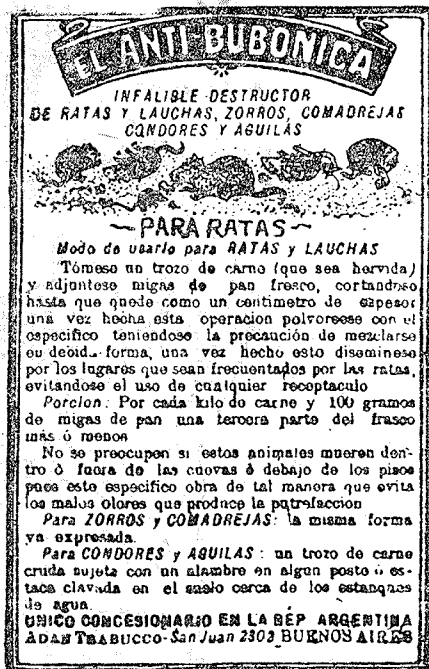 EL ANTI BUBONICA
INFALIBLE DESTRUCTOR
DE RATAS Y LAUCHAS, ZORROS, COMADREJAS
CONDORES Y AGUILAS
PARA RATAS
Modo de usarlo para RATAS y LAUCHAS
Tómese un trozo de carne (que sea hervida)
y adjuntese migas de pan fresco, cortandose
hasta que quede como un centimetro de espesor
una vez hecha esta operacion polvoreese con el
especifico teniendose la precaución de mezclarse
en debida forma, una vez hecho esto diseminese
por los lugares que sean frecuentados por las ratas,
evitandose el uso de cualquier receptaculo
Porcion: Por cada kilo de carne y 100 gramos
de migas de pan una tercera parte del frasco
más ó menos
No se preocupen si estos animales mueren den-
tro ó fuera de las cuevas ó debajo de los pisos
pues este especifico obra de tal manera que evita
los malos olores que produce la putrefaccion
Para ZORROS y COMADREJAS: la misma forma
ya expresada.
Para CONDORES y AGUILAS: un trozo de carne
cruda sujeta con un alambre en algun posto ó es-
taca clavada en el suelo cerca de los estanques
de agua.
UNICO CONCESIONARIO EN LA REP ARGENTINA
ADAN TRABUCCO-San Juan 2302 BUENOS AIRES